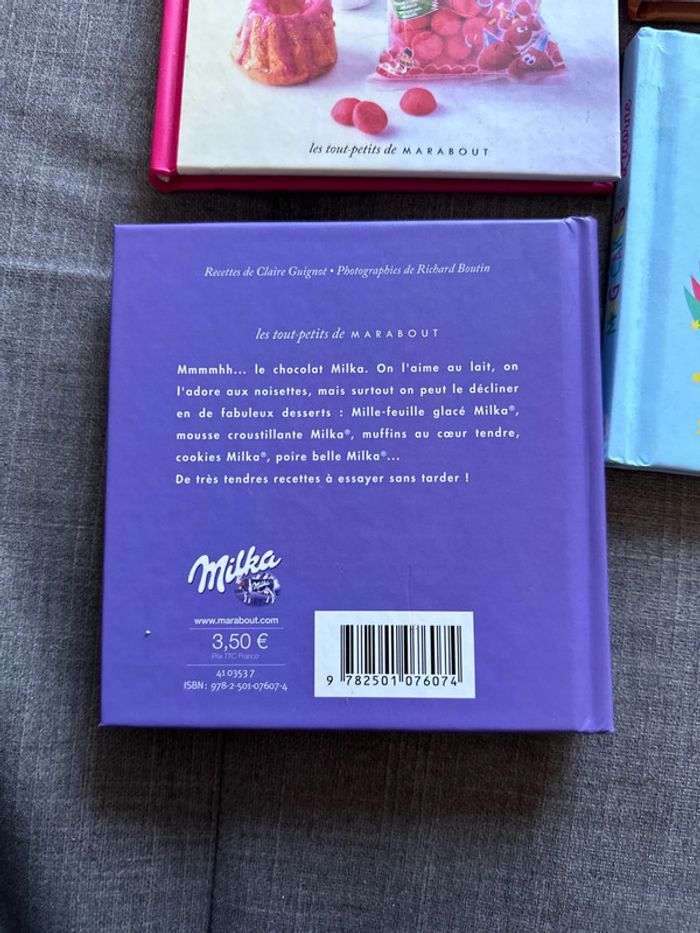 les tout-petits de MARABOUT
Recettes de Claire Guignot • Photographies de Richard Boutin
les tout-petits de MARABOUT
Mmmmhh... le chocolat Milka. On l'aime au lait, on
l'adore aux noisettes, mais surtout on peut le décliner
en de fabuleux desserts : Mille-feuille glacé Milka®,
mousse croustillante Milka®, muffins au cœur tendre,
cookies Milka®, poire belle Milka®...
De très tendres recettes à essayer sans tarder !
Milka
Milka
www.marabout.com
3,50 €
Prix TTC France
41 0353 7
ISBN : 978-2-501-07607-4
9 782501 076074